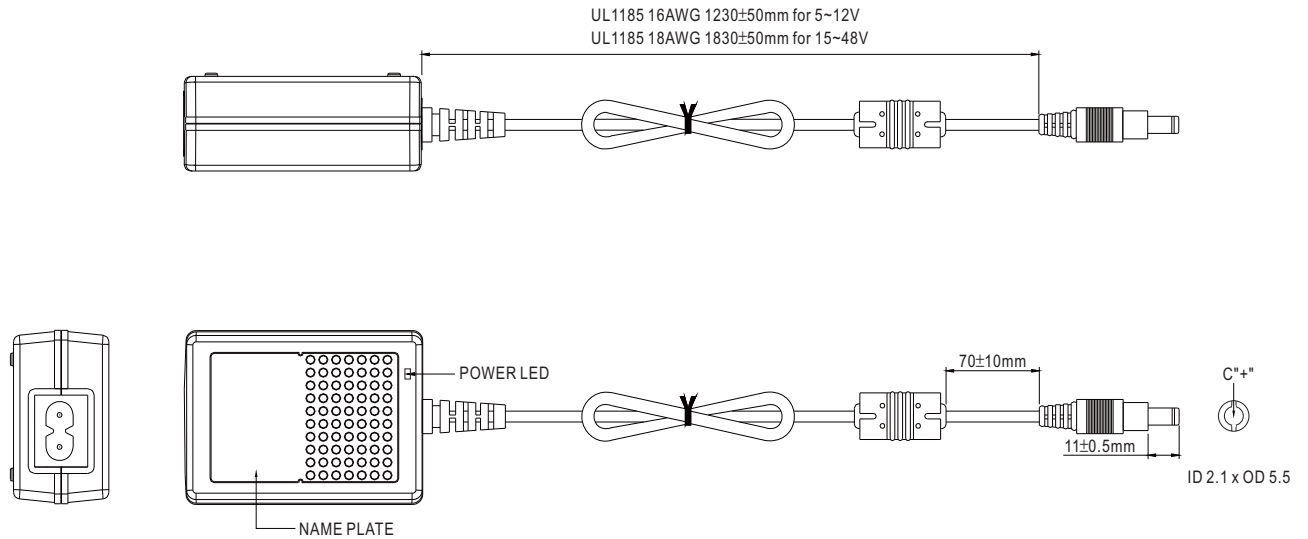 UL1185 16AWG 1230±50mm for 5~12V
UL1185 18AWG 1830±50mm for 15~48V
POWER LED
70±10mm
C"+"
11±0.5mm
ID 2.1 x OD 5.5
NAME PLATE